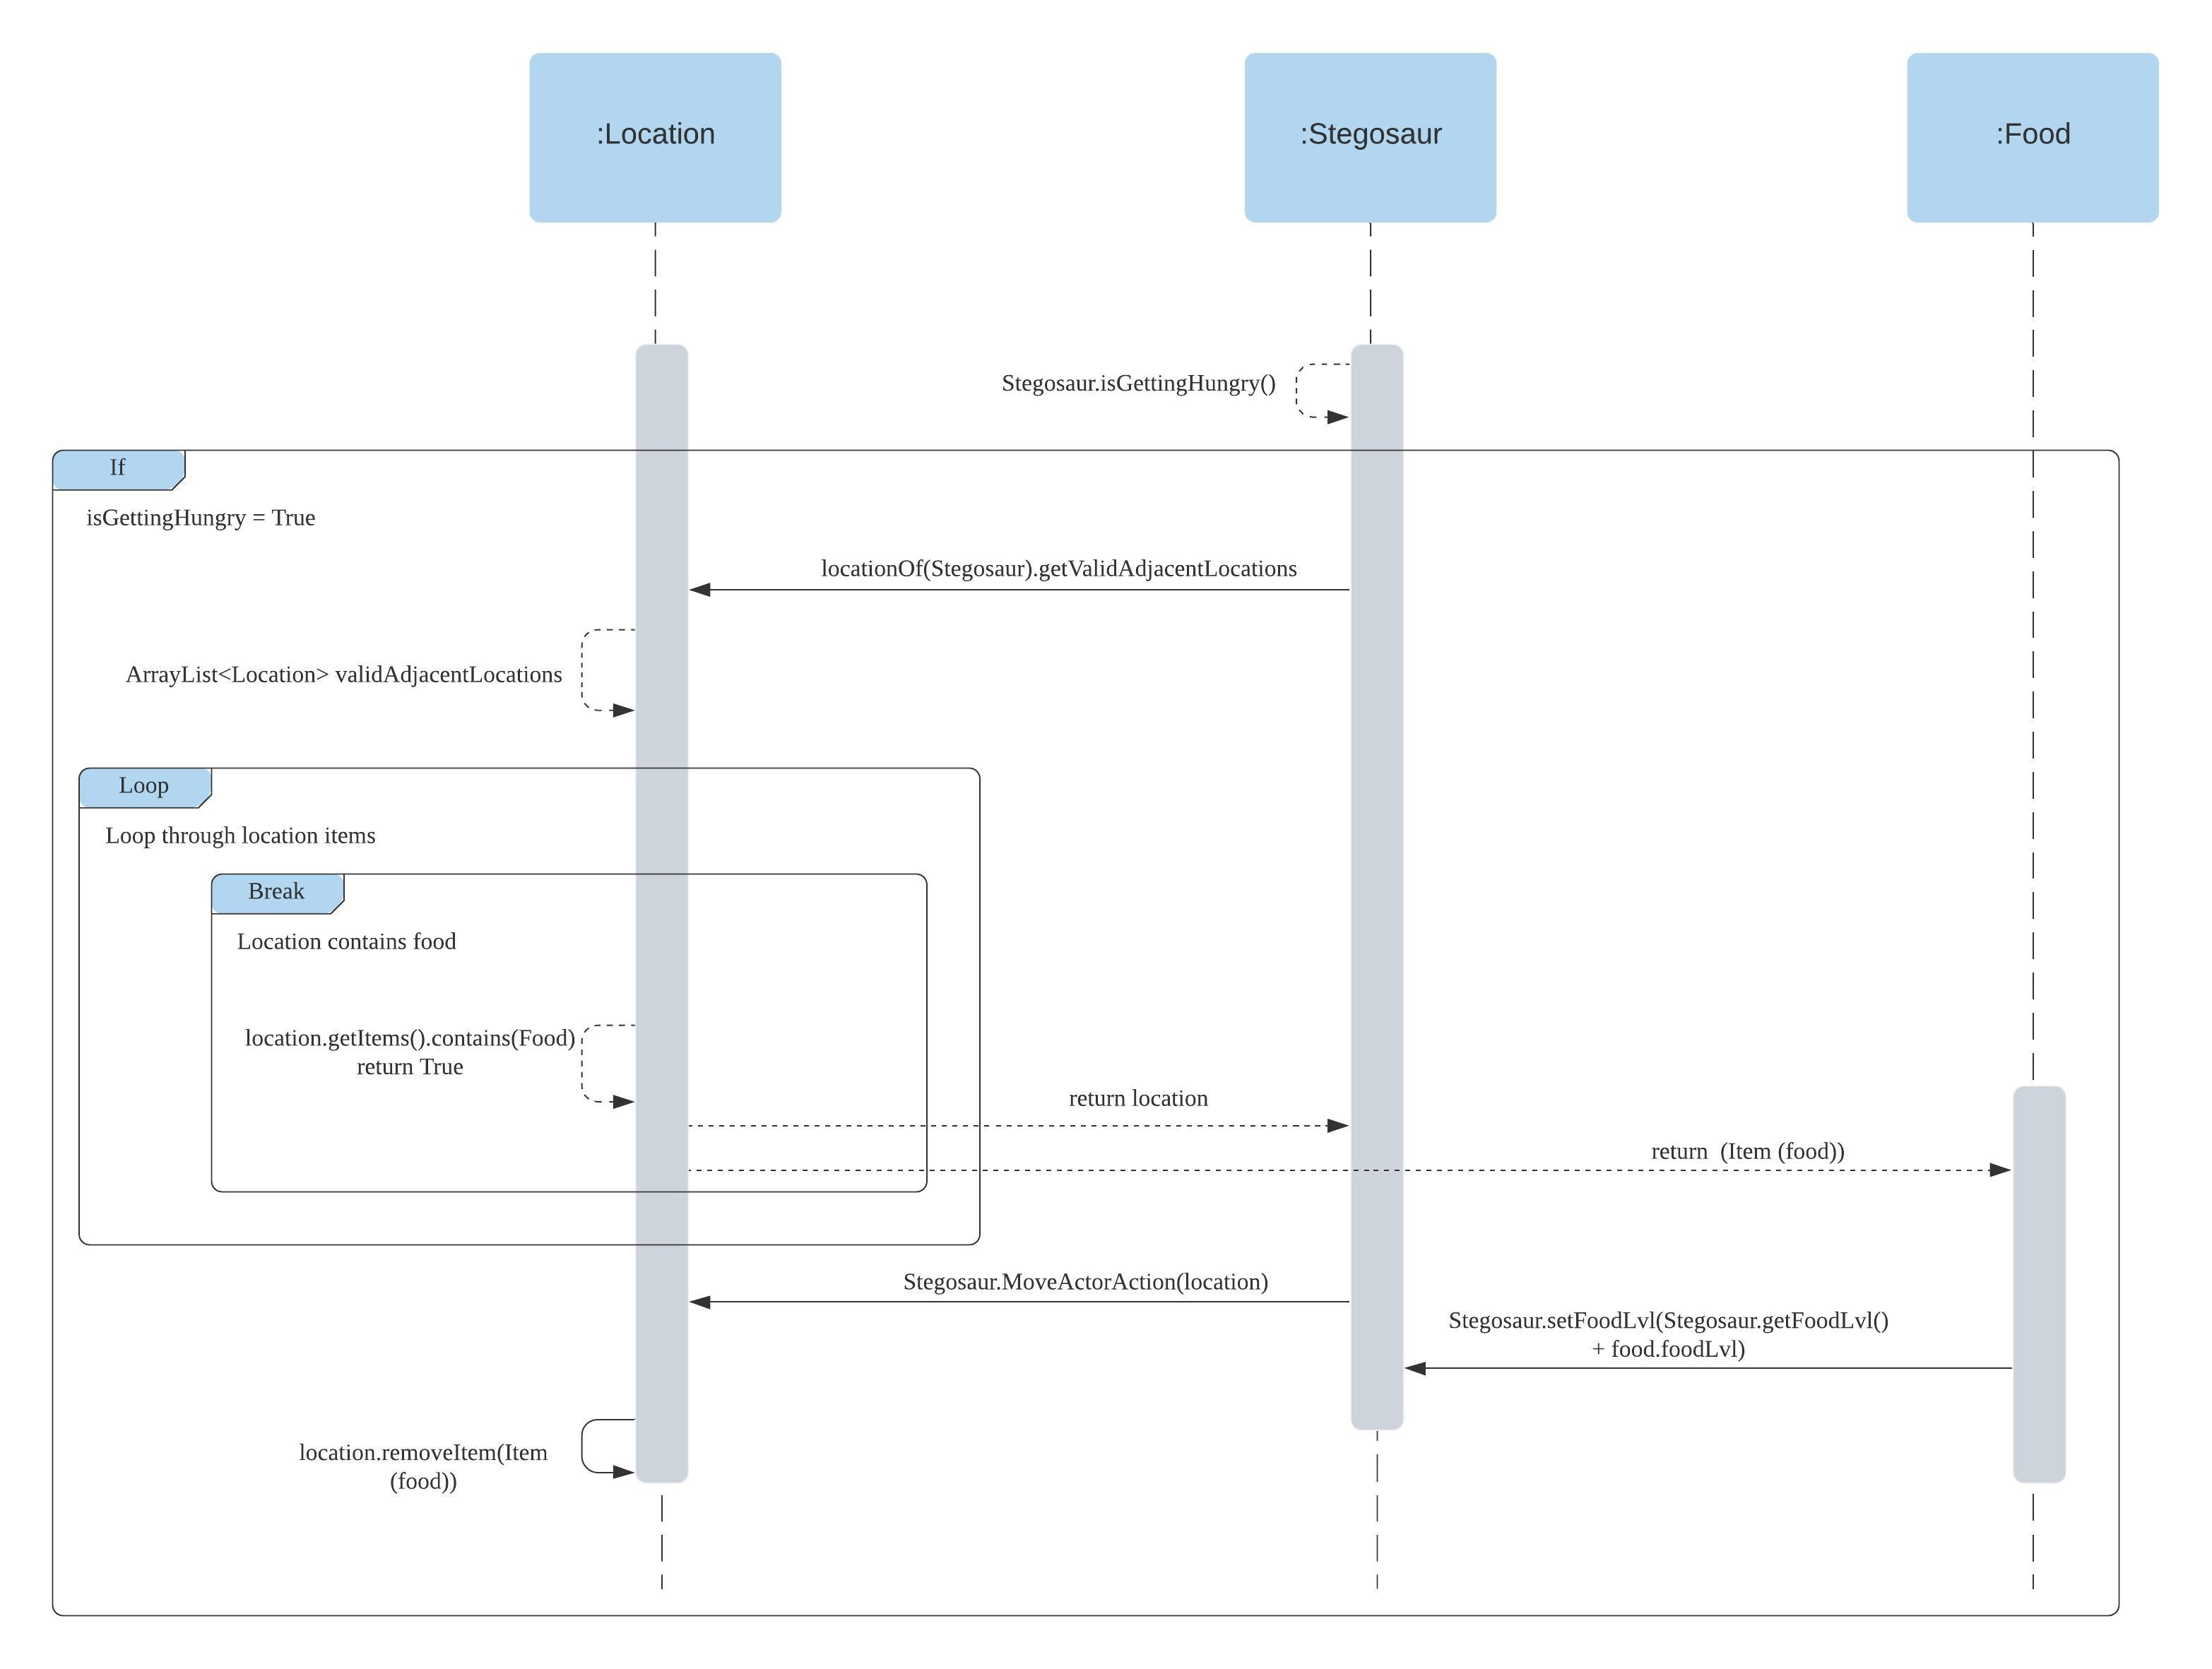 :Location
:Stegosaur
:Food
Stegosaur.isGettingHungry()
If
isGettingHungry = True
locationOf(Stegosaur).getValidAdjacentLocations
ArrayList<Location> validAdjacentLocations
Loop
Loop through location items
Break
Location contains food
location.getItems().contains(Food)
return True
return location
return  (Item (food))
Stegosaur.MoveActorAction(location)
Stegosaur.setFoodLvl(Stegosaur.getFoodLvl()
+ food.foodLvl)
location.removeItem(Item
(food))